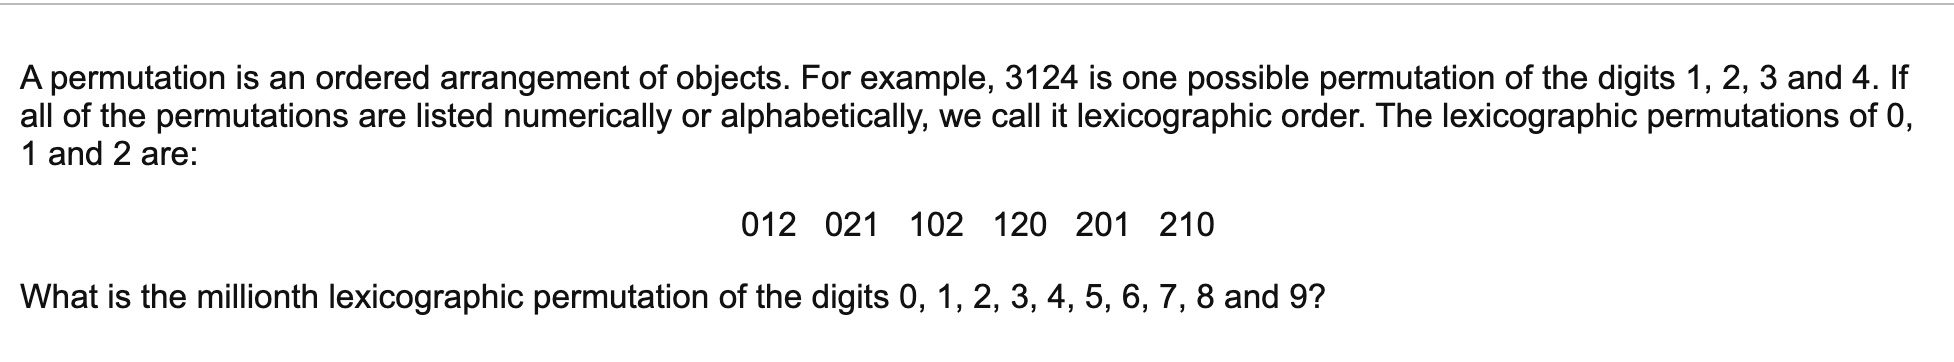 A permutation is an ordered arrangement of objects. For example, 3124 is one possible permutation of the digits 1, 2, 3 and 4. If
all of the permutations are listed numerically or alphabetically, we call it lexicographic order. The lexicographic permutations of 0,
1 and 2 are:
012 021 102 120 201 210
What is the millionth lexicographic permutation of the digits 0, 1, 2, 3, 4, 5, 6, 7, 8 and 9?